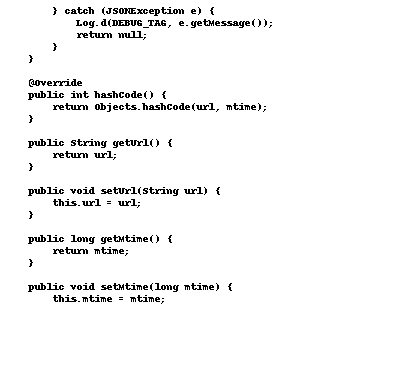 } catch (JSONException e) {
            Log.d(DEBUG_TAG, e.getMessage());
            return null;
        }
    }

    @Override
    public int hashCode() {
        return Objects.hashCode(url, mtime);
    }

    public String getUrl() {
        return url;
    }

    public void setUrl(String url) {
        this.url = url;
    }

    public long getMtime() {
        return mtime;
    }

    public void setMtime(long mtime) {
        this.mtime = mtime;